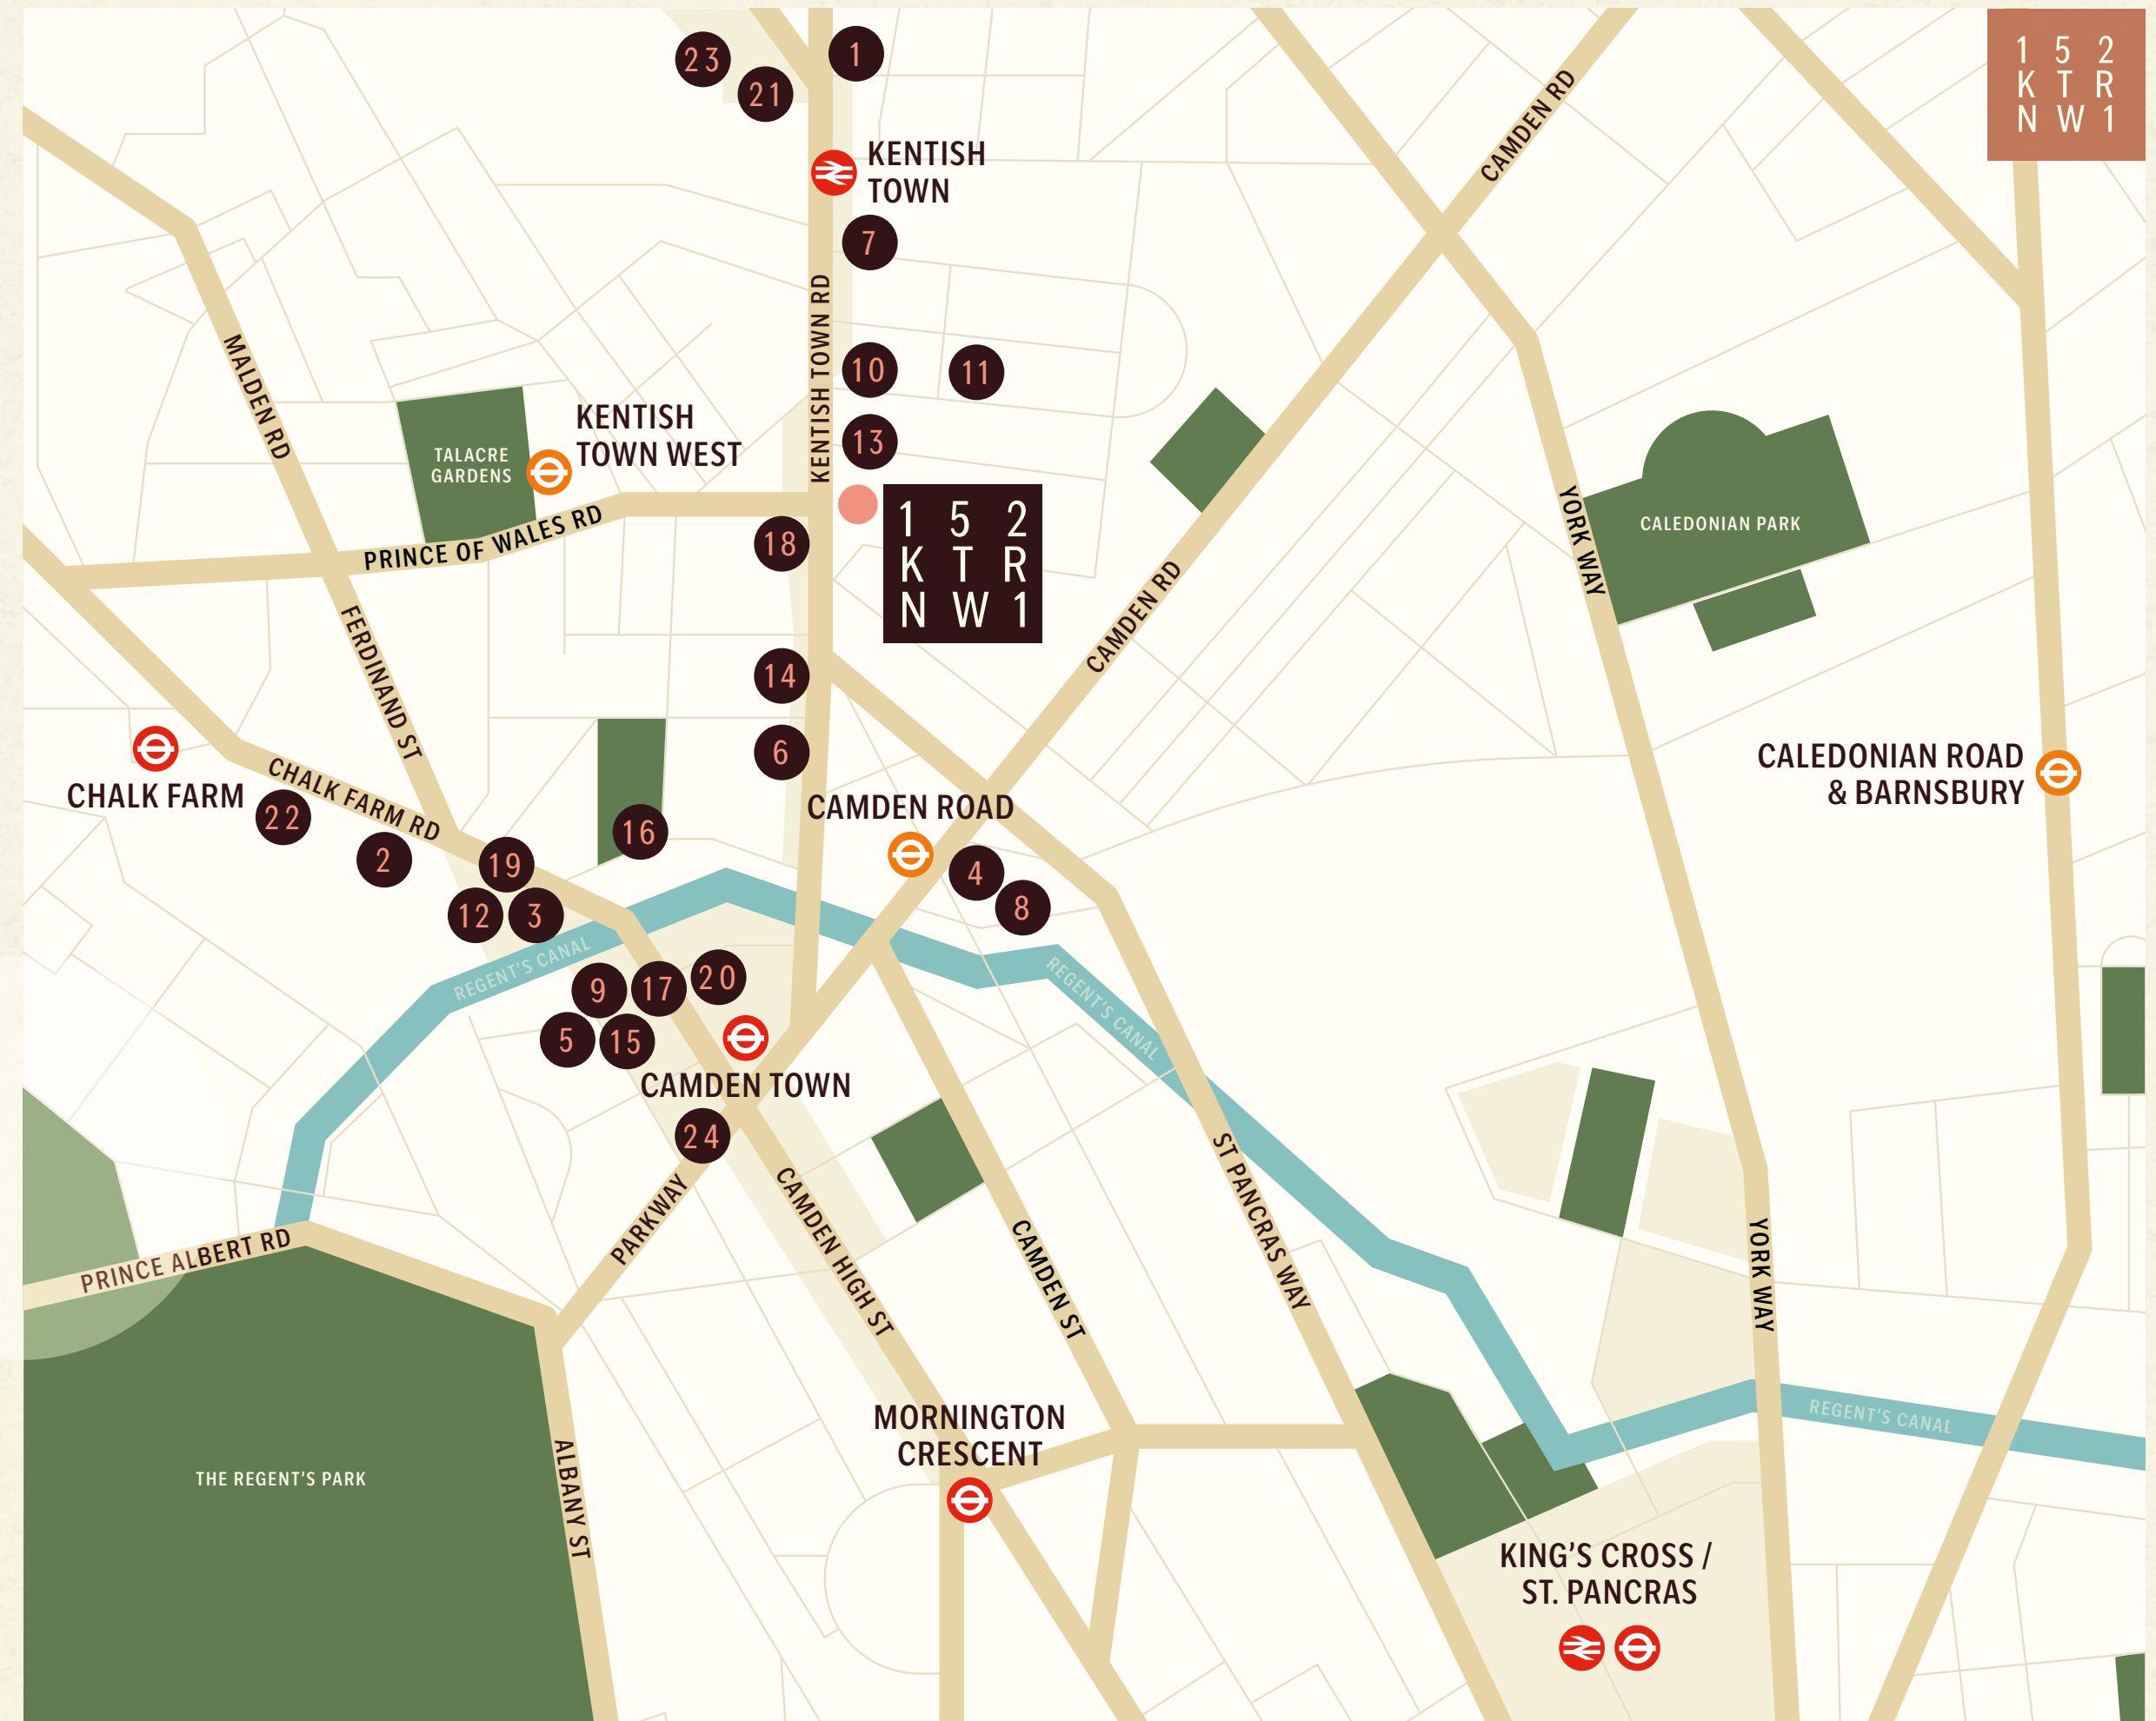 1 5 2
K T R
N W 1
23
1
21
KENTISH
TOWN
7
CAMDEN RD
KENTISH TOWN RD
MALDEN RD
10
11
KENTISH
TOWN WEST
13
TALACRE
GARDENS
1 5 2
K T R
N W 1
PRINCE OF WALES RD
18
YORK WAY
CALEDONIAN PARK
CAMDEN RD
FERDINAND ST
14
6
CHALK FARM
CHALK FARM RD
CALEDONIAN ROAD
& BARNSBURY
CAMDEN ROAD
22
2
19
16
4
8
12
3
REGENT'S CANAL
REGENT'S CANAL
9
17
20
5
15
CAMDEN TOWN
24
PARKWAY
CAMDEN HIGH ST
ST PANCRAS WAY
CAMDEN ST
YORK WAY
PRINCE ALBERT RD
MORNINGTON
CRESCENT
REGENT'S CANAL
THE REGENT'S PARK
ALBANY ST
KING'S CROSS /
ST. PANCRAS